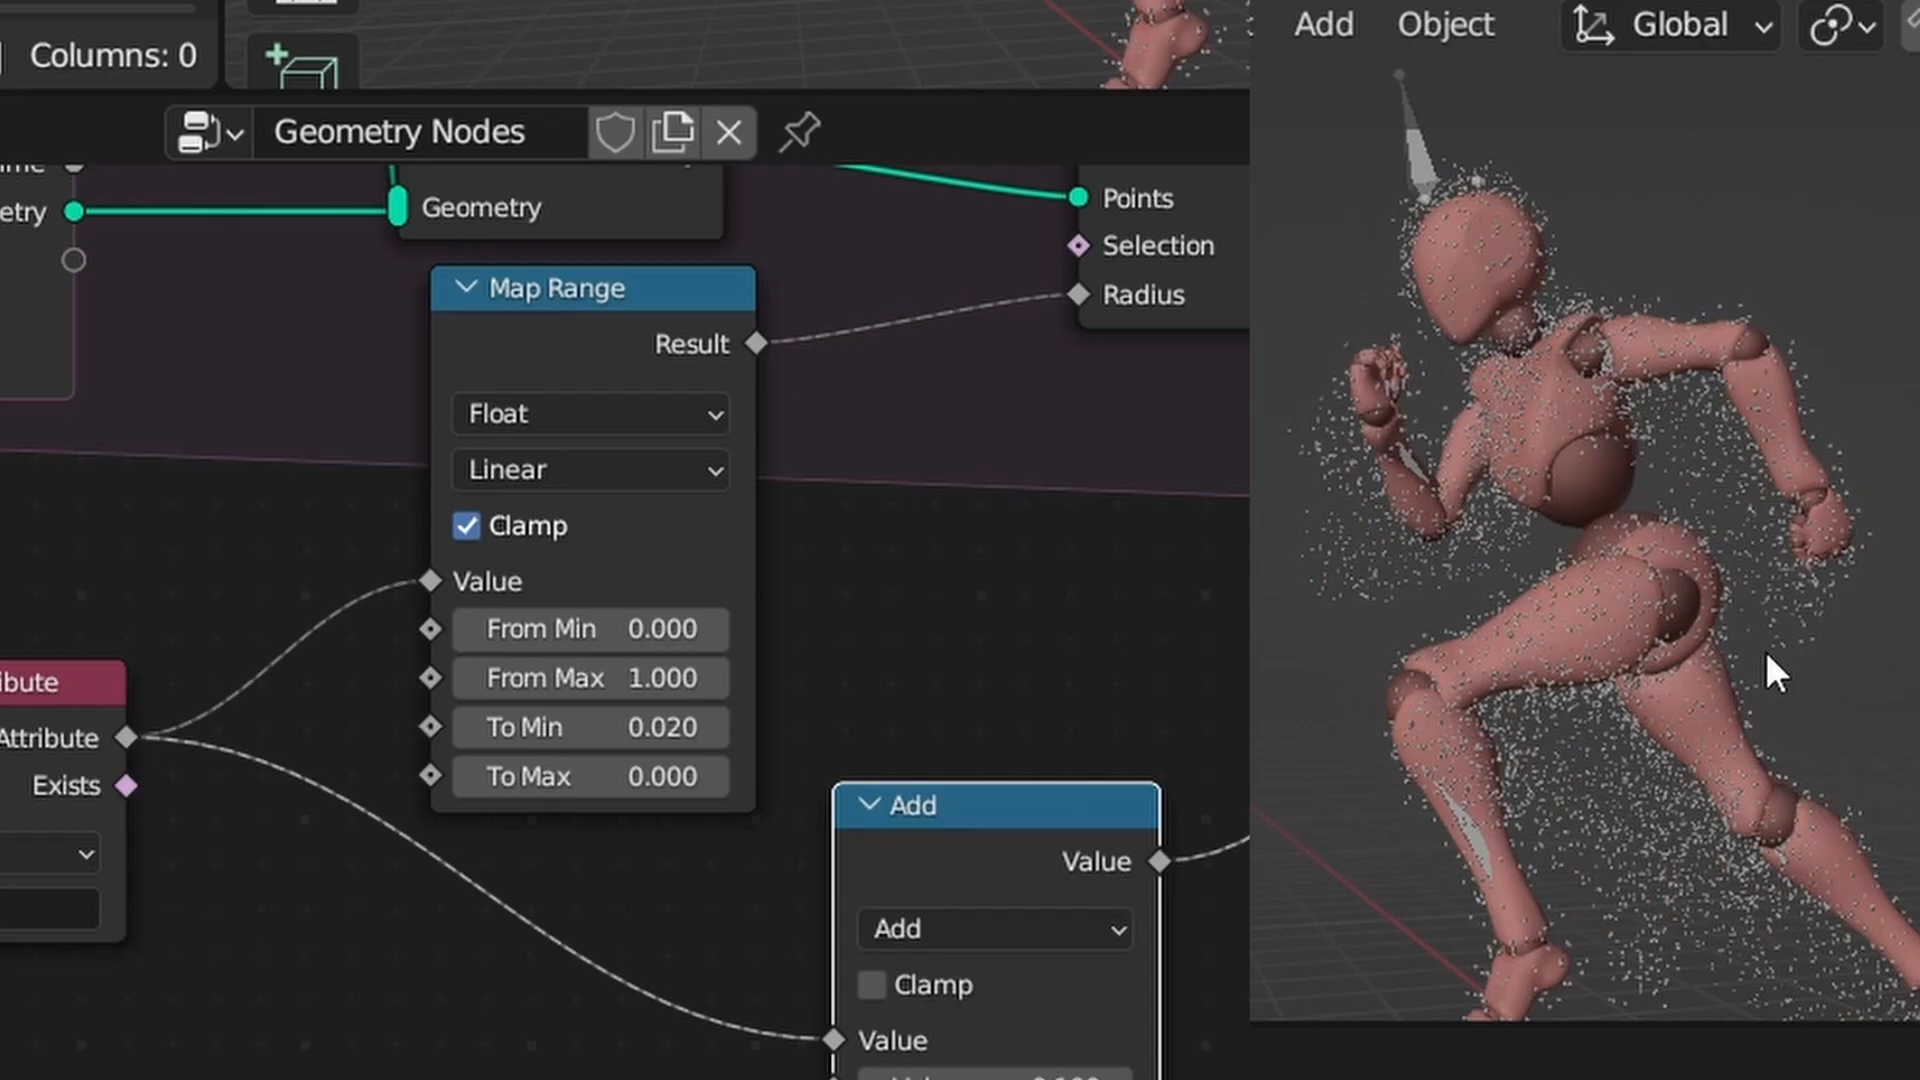 Columns: 0
Add Object Global
Geometry Nodes
etry
Geometry
Points
Selection
Radius
Map Range
Result
Float
Linear
Clamp
Value
From Min 0.000
From Max 1.000
To Min 0.020
To Max 0.000
ibute
Attribute
Exists
Add
Value
Add
Clamp
Value